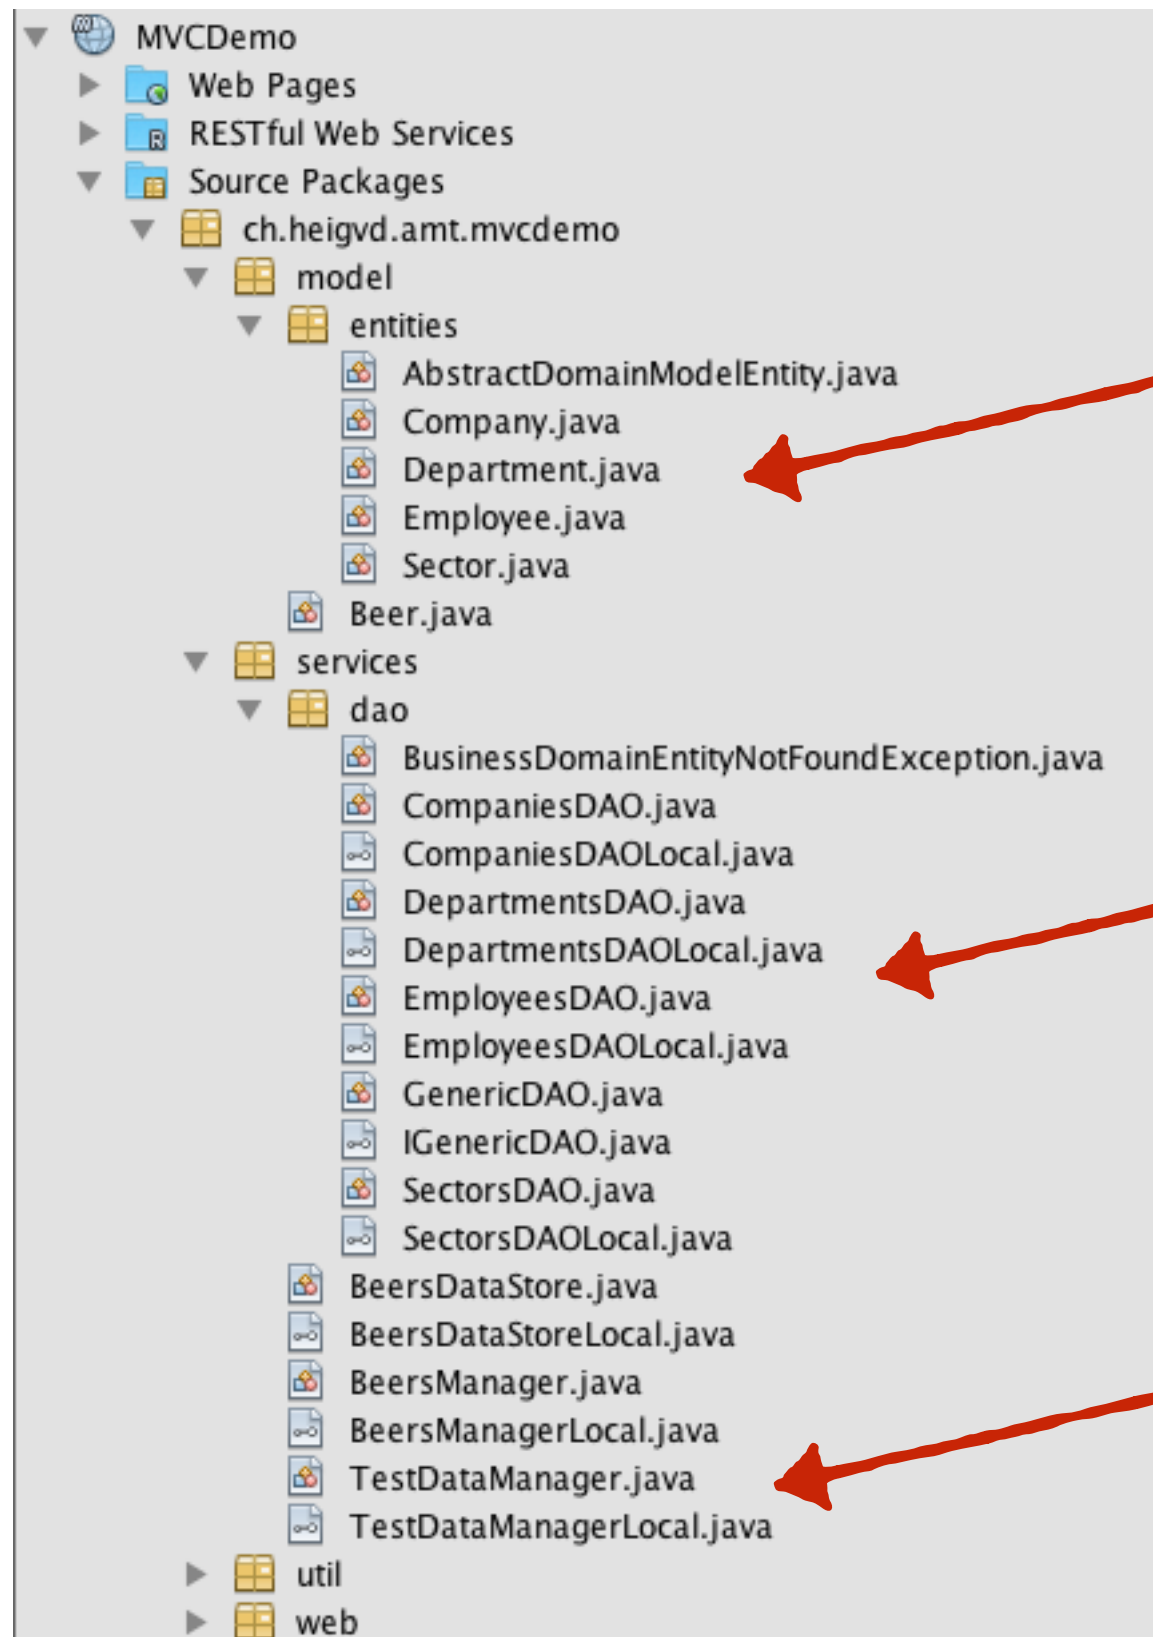 MVCDemo
Web Pages
RESTful Web Services
Source Packages
ch.heigvd.amt.mvcdemo
model
entities
AbstractDomainModelEntity.java
Company.java
Department.java
Employee.java
Sector.java
Beer.java
services
dao
BusinessDomainEntityNotFoundException.java
CompaniesDAO.java
CompaniesDAOLocal.java
DepartmentsDAO.java
DepartmentsDAOLocal.java
EmployeesDAO.java
EmployeesDAOLocal.java
GenericDAO.java
IGenericDAO.java
SectorsDAO.java
SectorsDAOLocal.java
BeersDataStore.java
BeersDataStoreLocal.java
BeersManager.java
BeersManagerLocal.java
TestDataManager.java
TestDataManagerLocal.java
util
web